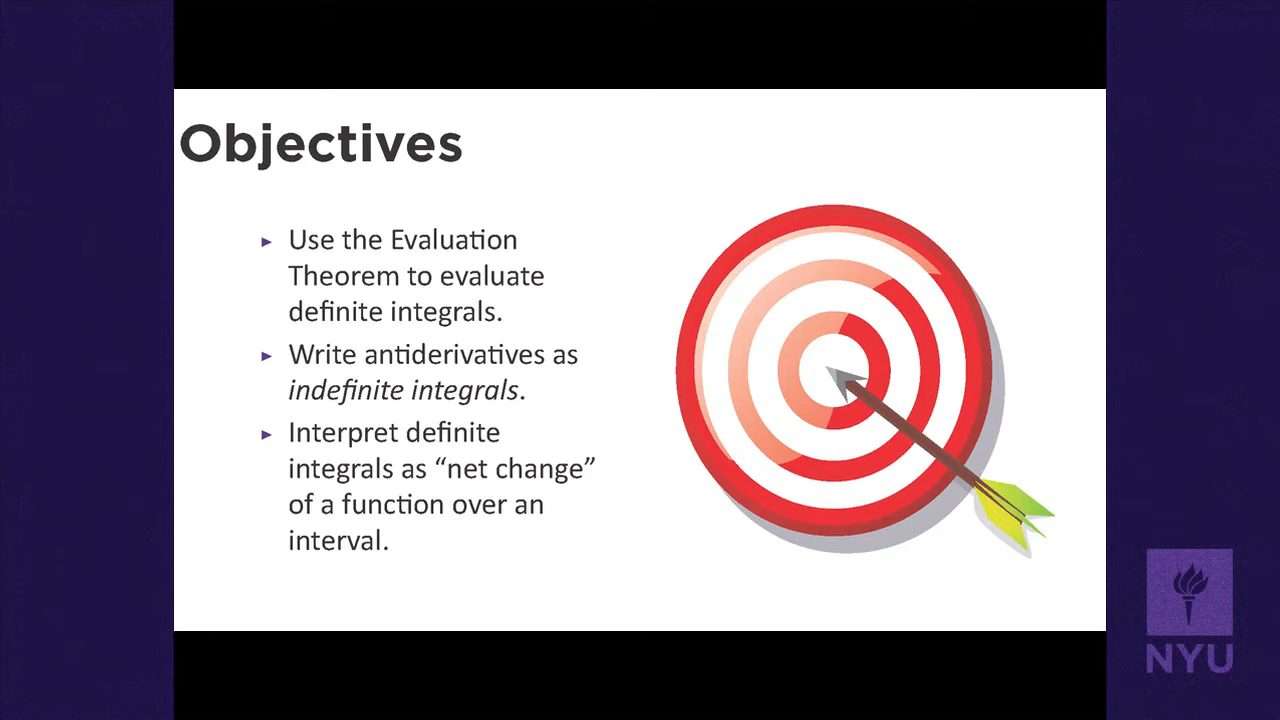 Objectives
▸ Use the Evaluation
Theorem to evaluate
definite integrals.
▸ Write antiderivatives as
indefinite integrals.
▸ Interpret definite
integrals as “net change”
of a function over an
interval.
NYU